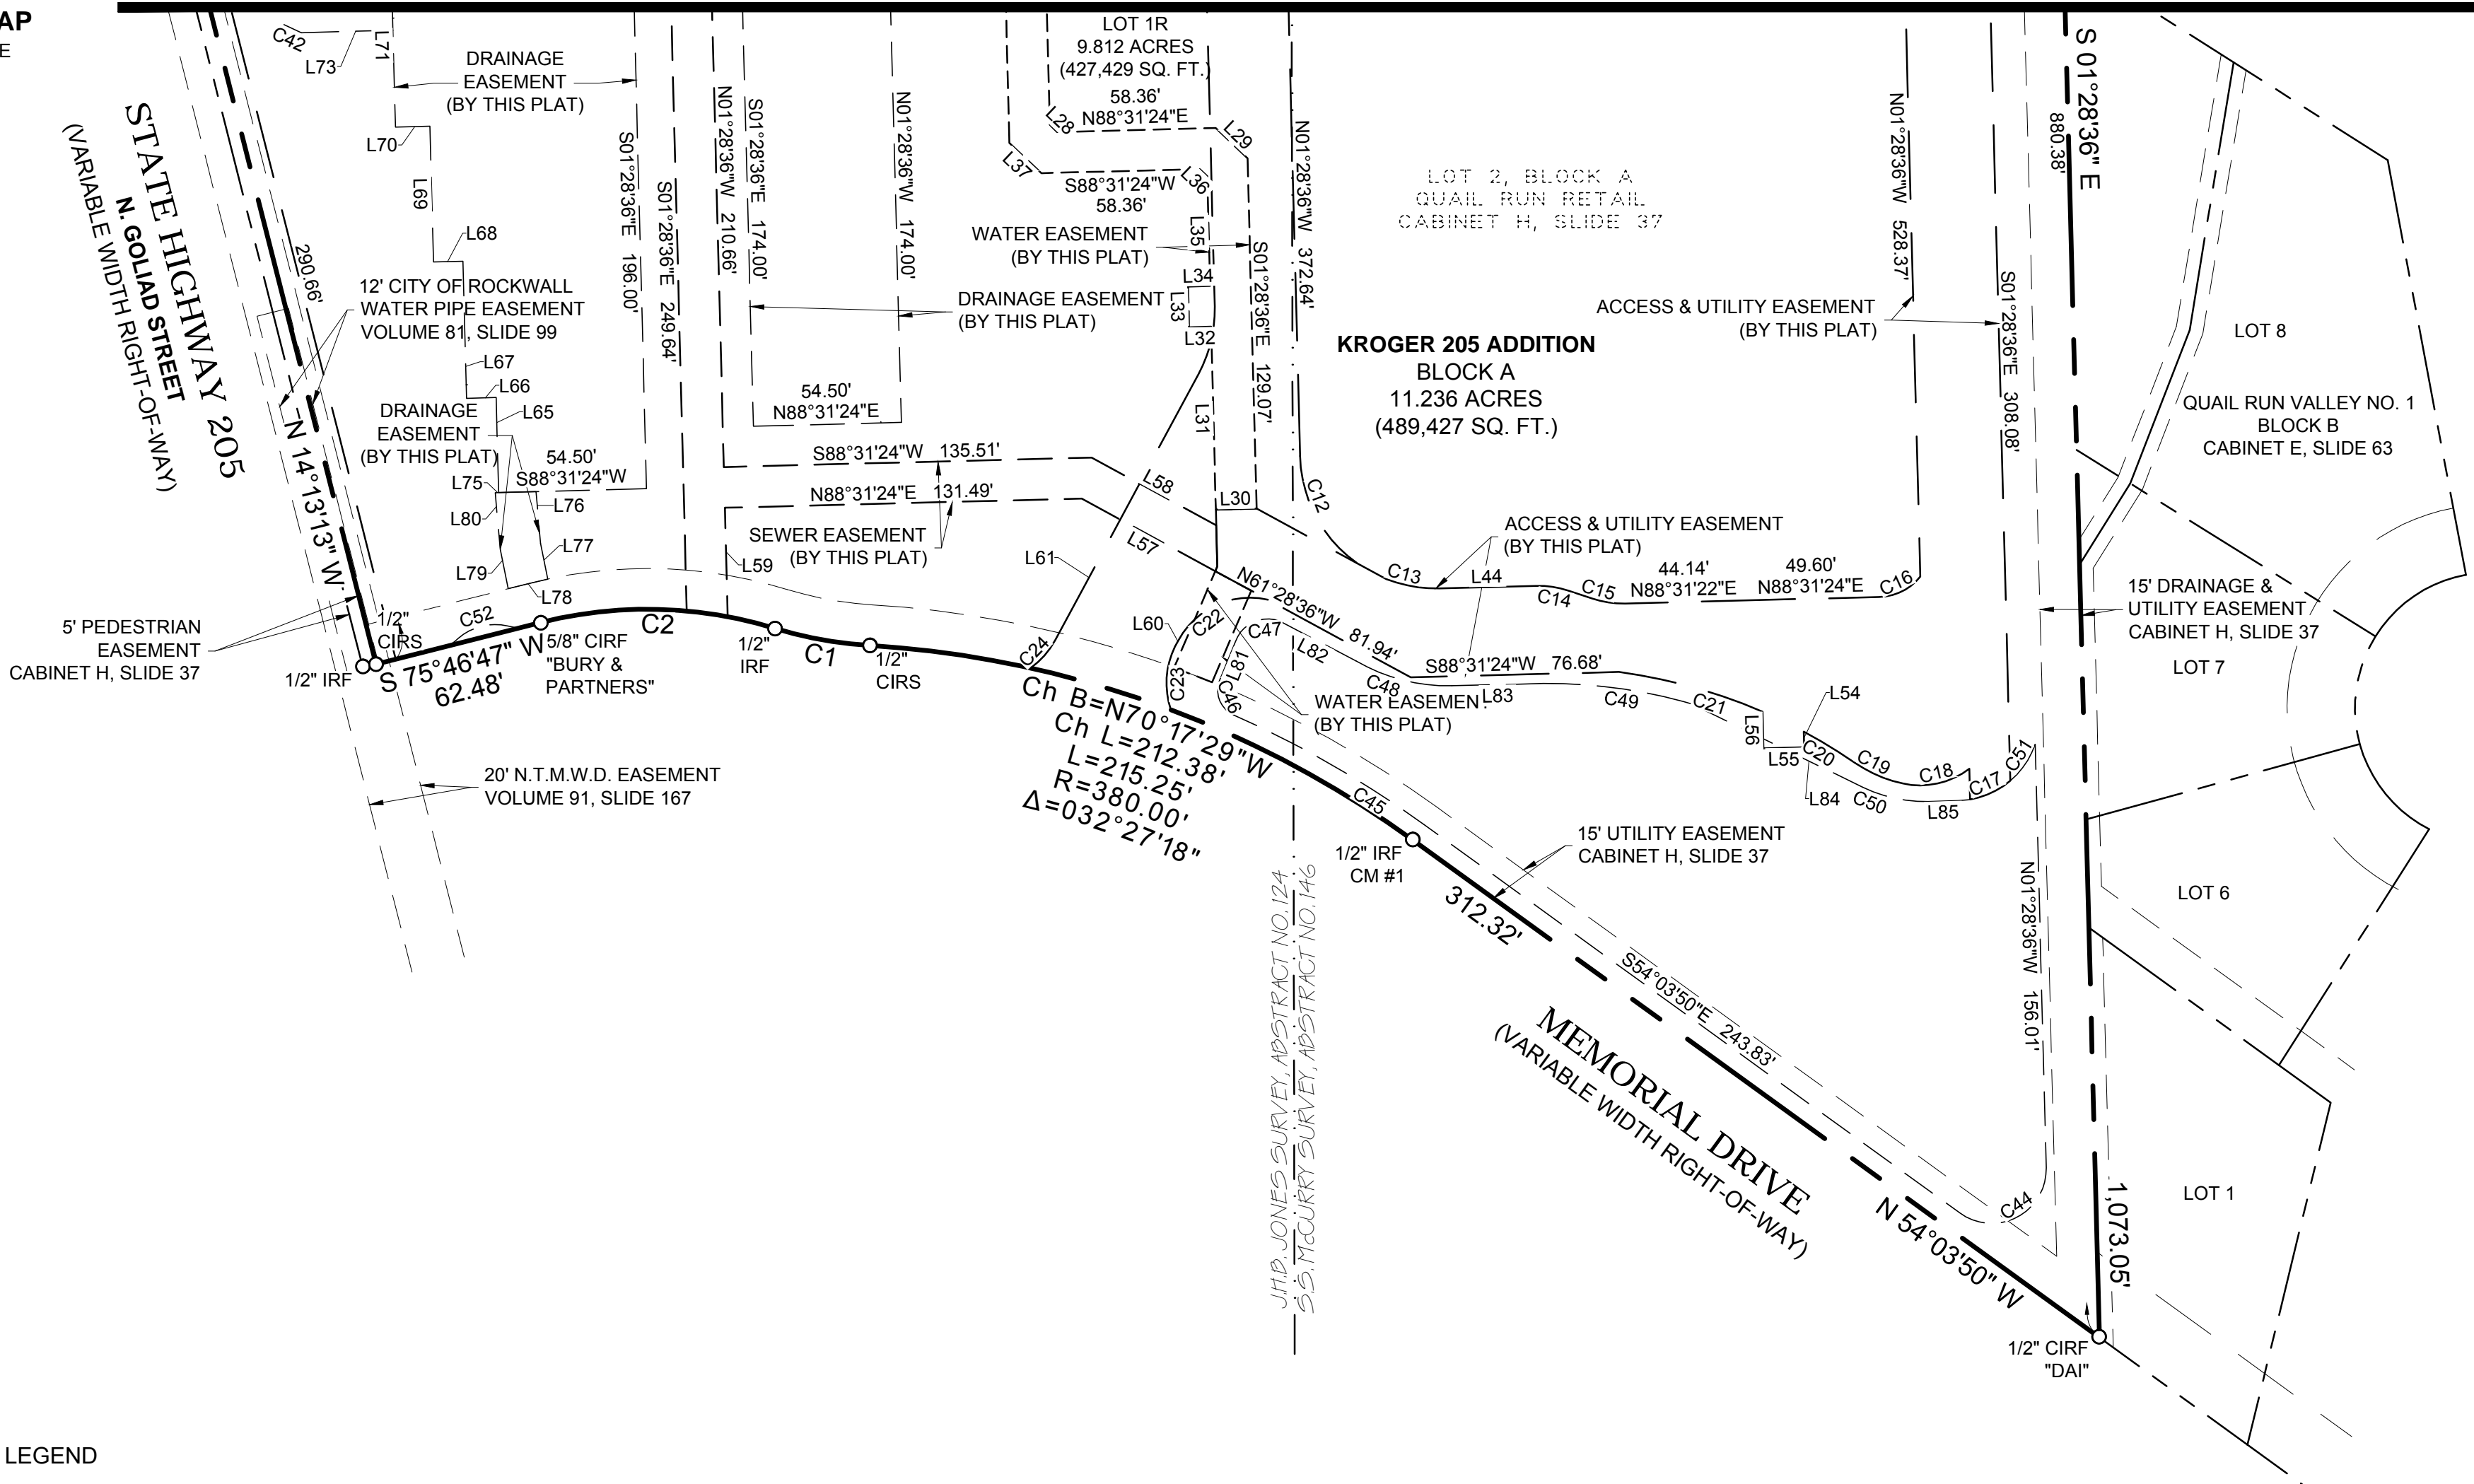 AP
E
C42
L73
L71
DRAINAGE
EASEMENT
(BY THIS PLAT)
L70
L69
L68
STATE HIGHWAY 205
N. GOLIAD STREET
(VARIABLE WIDTH RIGHT-OF-WAY)
290.66'
12' CITY OF ROCKWALL
WATER PIPE EASEMENT
VOLUME 81, SLIDE 99
L67
L66
L65
DRAINAGE
EASEMENT
(BY THIS PLAT)
54.50'
S88°31'24"W
L75
L76
L80
L77
L79
L78
N 14°13'13" W
5' PEDESTRIAN
EASEMENT
CABINET H, SLIDE 37
1/2" IRF
1/2"
CIRS
C52
S 75°46'47" W
62.48'
5/8" CIRF
"BURY &
PARTNERS"
C2
1/2"
IRF
C1
1/2"
CIRS
20' N.T.M.W.D. EASEMENT
VOLUME 91, SLIDE 167
S01°28'36"E 196.00'
S01°28'36"E 249.64'
N01°28'36"W 210.66'
S01°28'36"E 174.00'
N01°28'36"W 174.00'
DRAINAGE EASEMENT
(BY THIS PLAT)
54.50'
N88°31'24"E
S88°31'24"W 135.51'
N88°31'24"E 131.49'
SEWER EASEMENT
(BY THIS PLAT)
L59
L61
LOT 1R
9.812 ACRES
(427,429 SQ. FT.)
58.36'
N88°31'24"E
L28
L29
L37
L36
S88°31'24"W
58.36'
WATER EASEMENT
(BY THIS PLAT)
L35
L34
L33
L32
L31
S01°28'36"E 129.07'
N01°28'36"W 372.64'
L58
L57
L30
C12
LOT 2, BLOCK A
QUAIL RUN RETAIL
CABINET H, SLIDE 37
KROGER 205 ADDITION
BLOCK A
11.236 ACRES
(489,427 SQ. FT.)
ACCESS & UTILITY EASEMENT
(BY THIS PLAT)
N01°28'36"W 528.37'
S01°28'36"E 308.08'
S 01°28'36" E
880.38'
ACCESS & UTILITY EASEMENT
(BY THIS PLAT)
C13
L44
C14
C15
44.14'
N88°31'22"E
49.60'
N88°31'24"E
C16
L60
C22
C47
N61°28'36"W 81.94'
L82
L81
C23
C46
C24
S88°31'24"W 76.68'
C48
L83
C49
C21
WATER EASEMEN
(BY THIS PLAT)
L56
L54
L55
C20
C19
C18
C17
C51
L84
C50
L85
Ch B=N70°17'29"W
Ch L=212.38'
L=215.25'
R=380.00'
Δ=032°27'18"
C45
1/2" IRF
CM #1
15' UTILITY EASEMENT
CABINET H, SLIDE 37
312.32'
S54°03'50"E 243.83'
MEMORIAL DRIVE
(VARIABLE WIDTH RIGHT-OF-WAY)
N 54°03'50" W
N01°28'36"W 156.01'
C44
1,073.05'
1/2" CIRF
"DAI"
J.H.B. JONES SURVEY, ABSTRACT NO.124
S.S. McCURRY SURVEY, ABSTRACT NO.146
LOT 8
QUAIL RUN VALLEY NO. 1
BLOCK B
CABINET E, SLIDE 63
15' DRAINAGE &
UTILITY EASEMENT
CABINET H, SLIDE 37
LOT 7
LOT 6
LOT 1
LEGEND